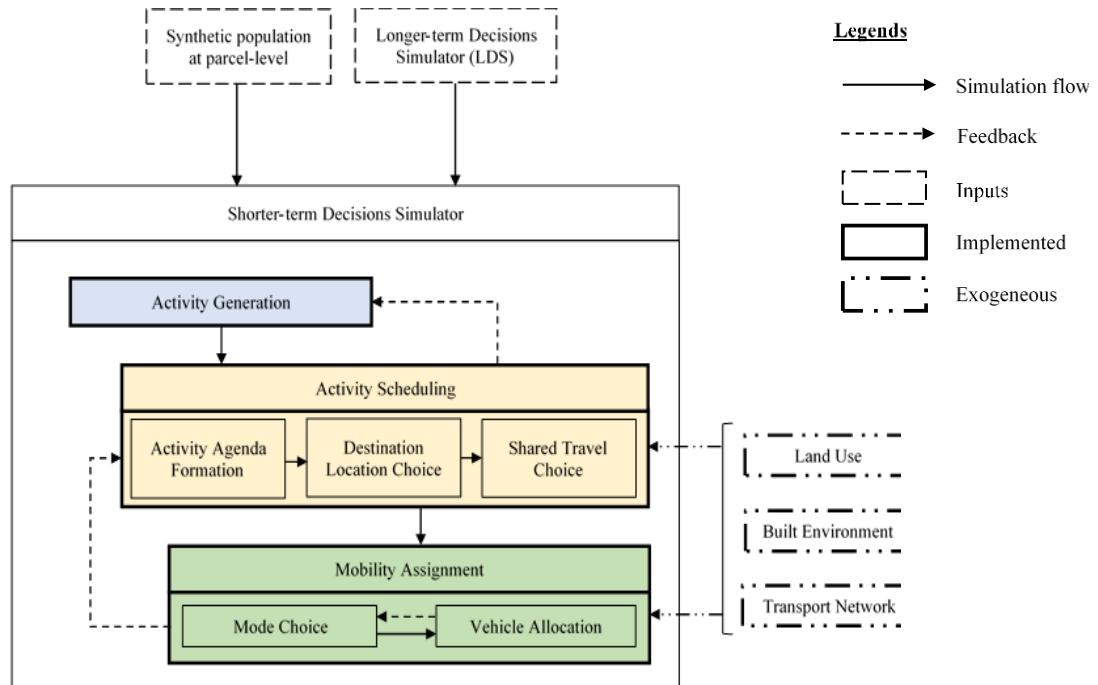 Synthetic population
at parcel-level
Longer-term Decisions
Simulator (LDS)
Legends
Simulation flow
Feedback
Inputs
Implemented
Exogeneous
Shorter-term Decisions Simulator
Activity Generation
Activity Scheduling
Activity Agenda
Formation
Destination
Location Choice
Shared Travel
Choice
Mobility Assignment
Mode Choice
Vehicle Allocation
Land Use
Built Environment
Transport Network